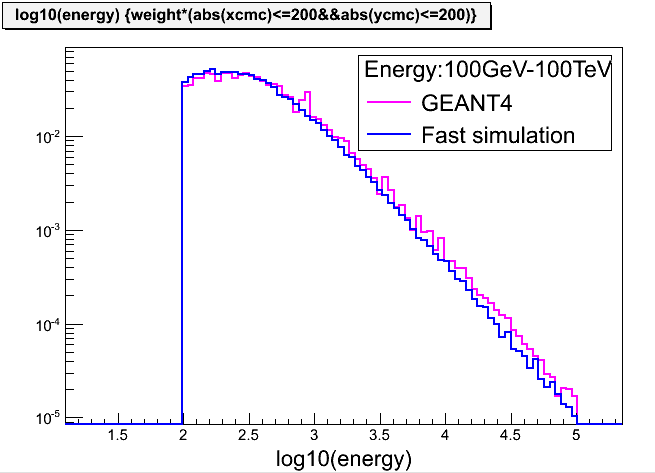 log10(energy) {weight*(abs(xcmc)<=200&&abs(ycmc)<=200)}
Energy:100GeV-100TeV
GEANT4
Fast simulation
10-2
10-3
10-4
10-5
1.5 2 2.5 3 3.5 4 4.5 5
log10(energy)